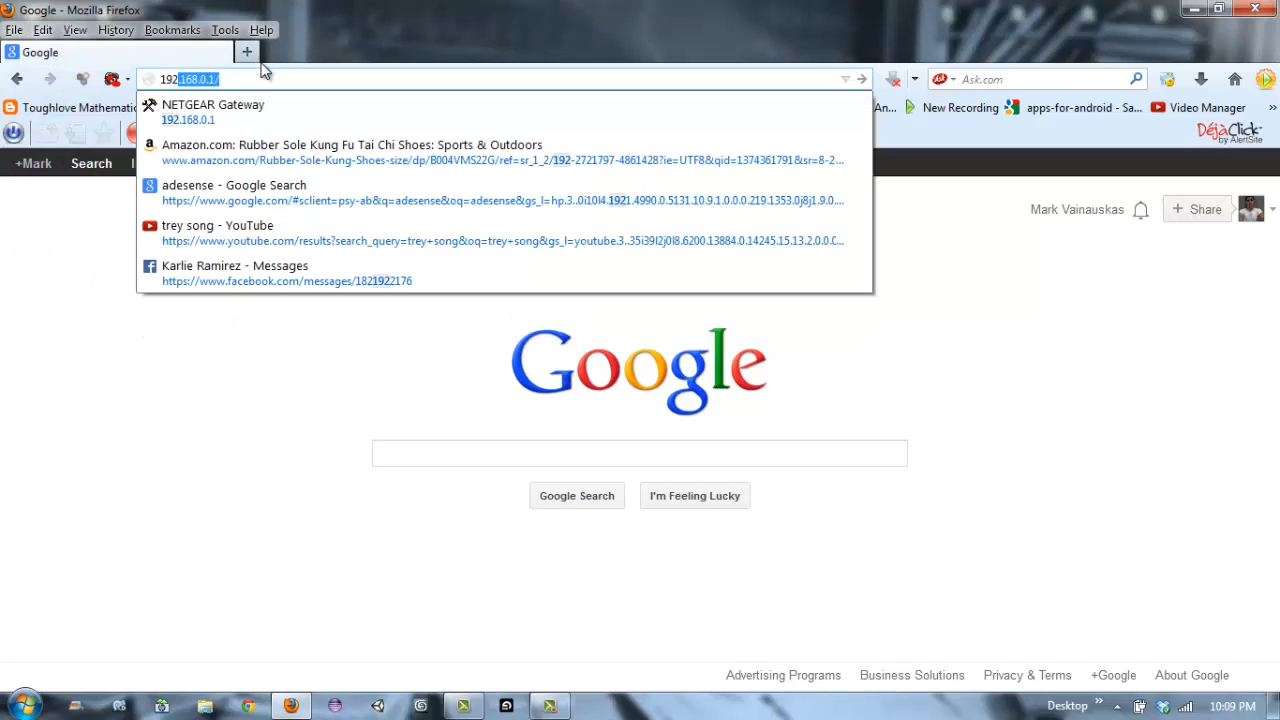 Google - Mozilla Firefox
File Edit View History Bookmarks Tools Help
Google
192.168.0.1/
Ask.com
Toughlove Mathema
An...
New Recording
apps-for-android - Sa...
Video Manager
DéjaClick
by AlertSite
NETGEAR Gateway
192.168.0.1
Amazon.com: Rubber Sole Kung Fu Tai Chi Shoes: Sports & Outdoors
www.amazon.com/Rubber-Sole-Kung-Shoes-size/dp/B004VMS22G/ref=sr_1_2/192-2721797-4861428?ie=UTF8&qid=1374361791&sr=8-2...
adesense - Google Search
https://www.google.com/#sclient=psy-ab&q=adesense&oq=adesense&gs_l=hp.3..0i10l4.1921.4990.0.5131.10.9.1.0.0.0.219.1353.0j8j1.9.0....
trey song - YouTube
https://www.youtube.com/results?search_query=trey+song&oq=trey+song&gs_l=youtube.3..35i39l2j0l8.6200.13884.0.14245.15.13.2.0.0.0...
Karlie Ramirez - Messages
https://www.facebook.com/messages/1821922176
+Mark Search
Mark Vainauskas
+ Share
Google
Google Search
I'm Feeling Lucky
Advertising Programs Business Solutions Privacy & Terms +Google About Google
Desktop
10:09 PM